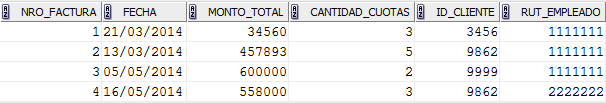 NRO_FACTURA FECHA MONTO_TOTAL CANTIDAD_CUOTAS ID_CLIENTE RUT_EMPLEADO
1 21/03/2014 34560 3 3456 1111111
2 13/03/2014 457893 5 9862 1111111
3 05/05/2014 600000 2 9999 1111111
4 16/05/2014 558000 3 9862 2222222